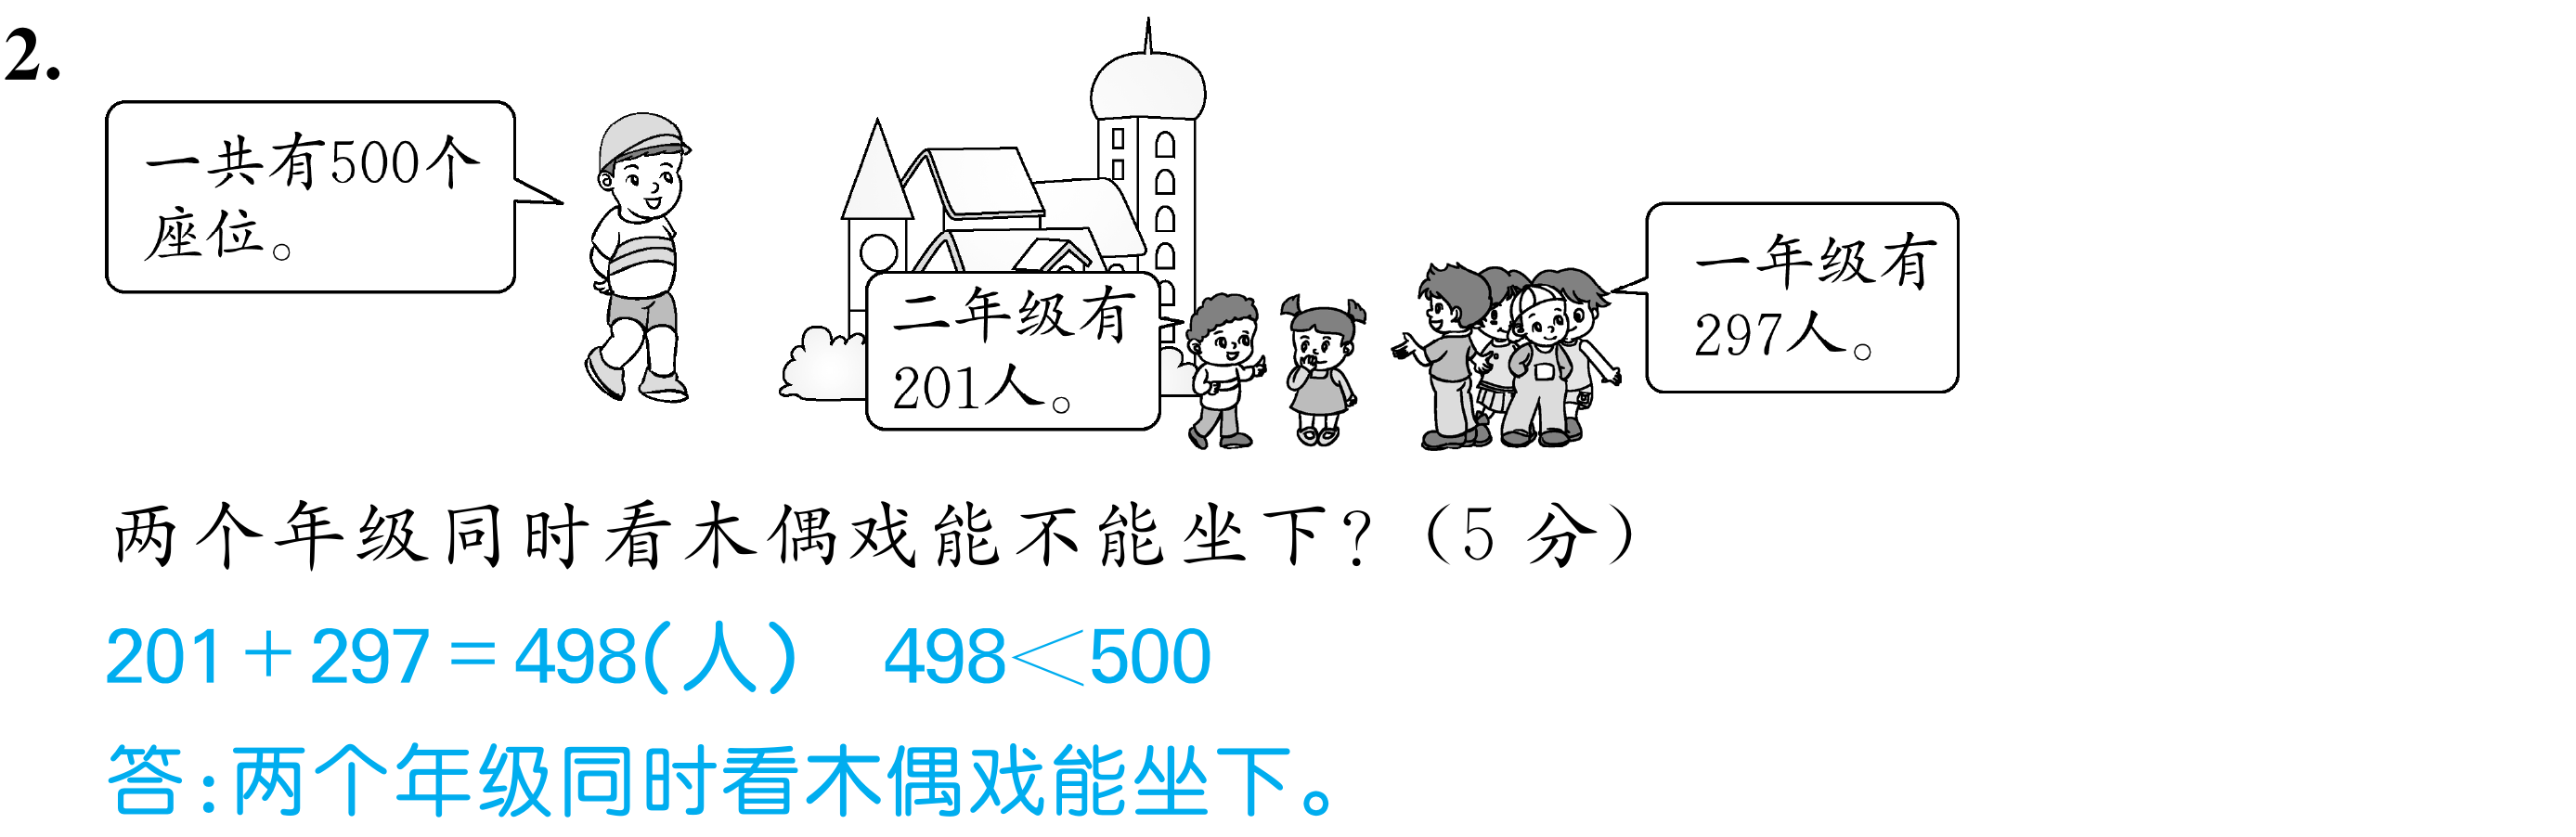 2.
一共有500个
座位。
二年级有
201人。
一年级有
297人。
两个年级同时看木偶戏能不能坐下?(5 分)
201+297=498(人) 498<500
答:两个年级同时看木偶戏能坐下。